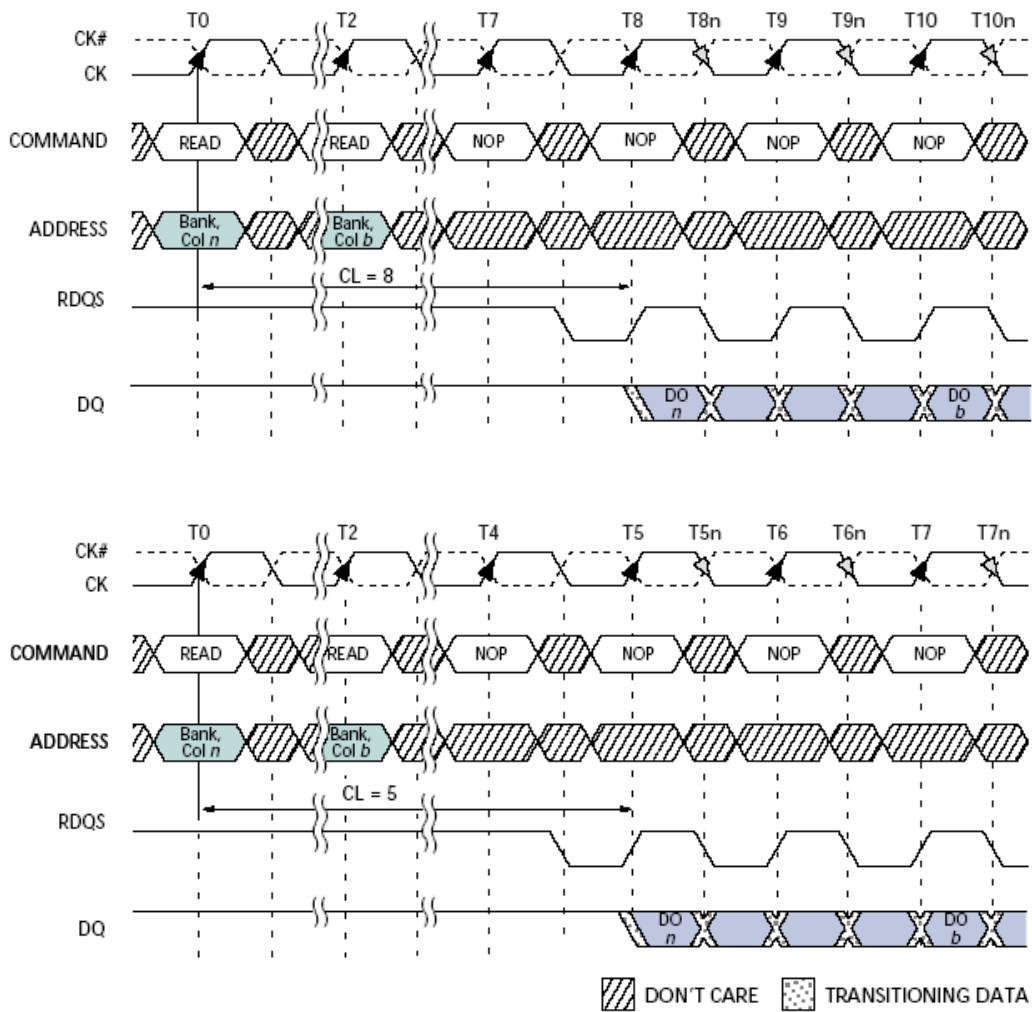 T0 T2 T7 T8 T8n T9 T9n T10 T10n
CK#
CK
COMMAND READ READ NOP NOP NOP NOP
ADDRESS Bank, Col n Bank, Col b
CL = 8
RDQS
DQ DO n DO b
T0 T2 T4 T5 T5n T6 T6n T7 T7n
CK#
CK
COMMAND READ READ NOP NOP NOP NOP
ADDRESS Bank, Col n Bank, Col b
CL = 5
RDQS
DQ DO n DO b
DON'T CARE TRANSITIONING DATA